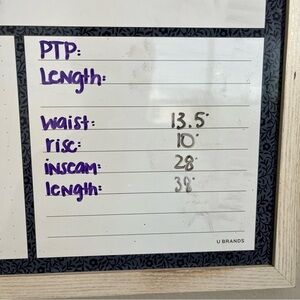 PTP:
Length:
Waist: 13.5"
rise: 10"
inseam: 28"
length: 38"
U BRANDS